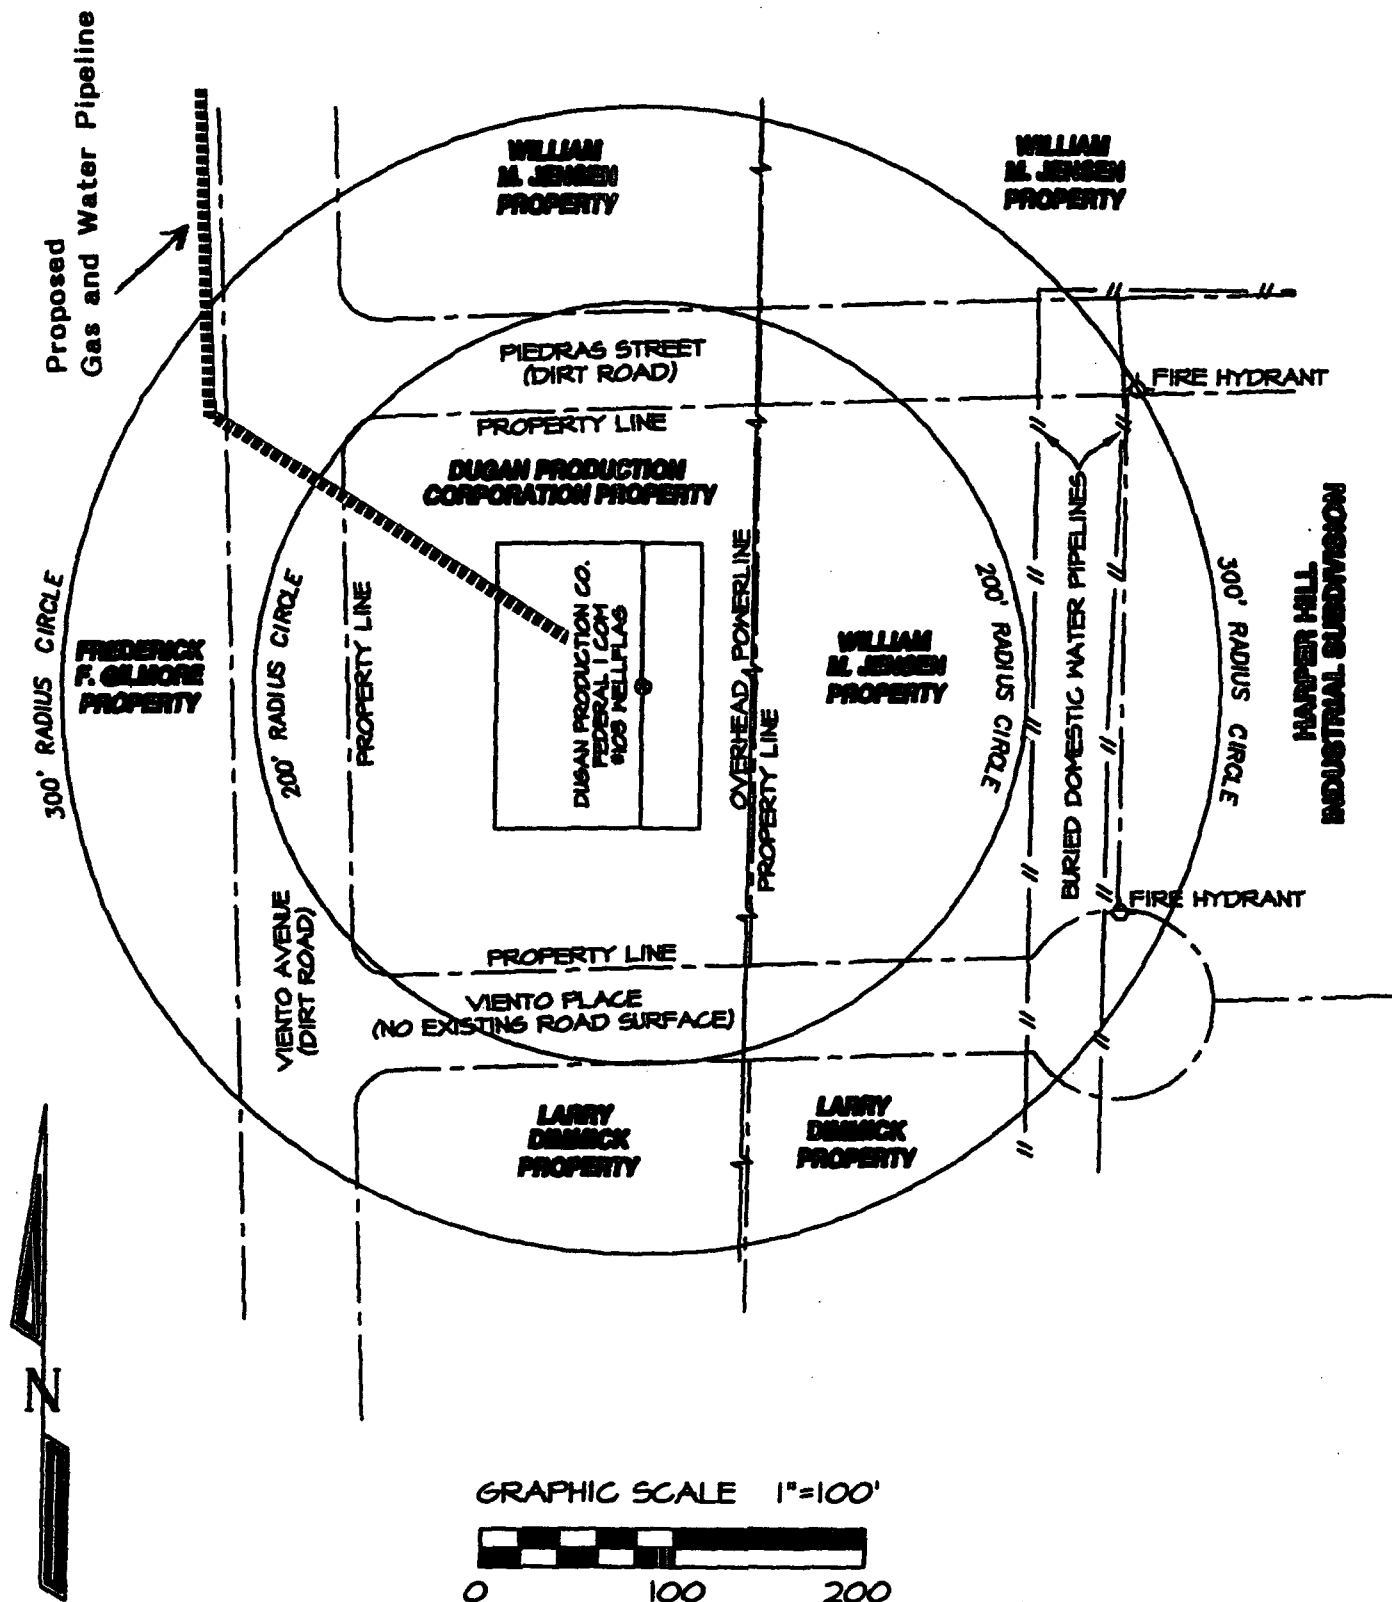 Proposed
Gas and Water Pipeline
WILLIAM
M. JENSEN
PROPERTY
WILLIAM
M. JENSEN
PROPERTY
PIEDRAS STREET
(DIRT ROAD)
FIRE HYDRANT
PROPERTY LINE
DUGAN PRODUCTION
CORPORATION PROPERTY
300' RADIUS CIRCLE
FREDERICK
F. GILMORE
PROPERTY
200' RADIUS CIRCLE
PROPERTY LINE
DUGAN PRODUCTION CO.
FEDERAL I COM
#103 WELLFLAG
OVERHEAD POWERLINE
PROPERTY LINE
WILLIAM
M. JENSEN
PROPERTY
200' RADIUS CIRCLE
BURIED DOMESTIC WATER PIPELINES
300' RADIUS CIRCLE
HARPER HILL
INDUSTRIAL SUBDIVISON
FIRE HYDRANT
VIENTO AVENUE
(DIRT ROAD)
PROPERTY LINE
VIENTO PLACE
(NO EXISTING ROAD SURFACE)
LARRY
DIMMICK
PROPERTY
LARRY
DIMMICK
PROPERTY
N
GRAPHIC SCALE 1"=100'
0 100 200